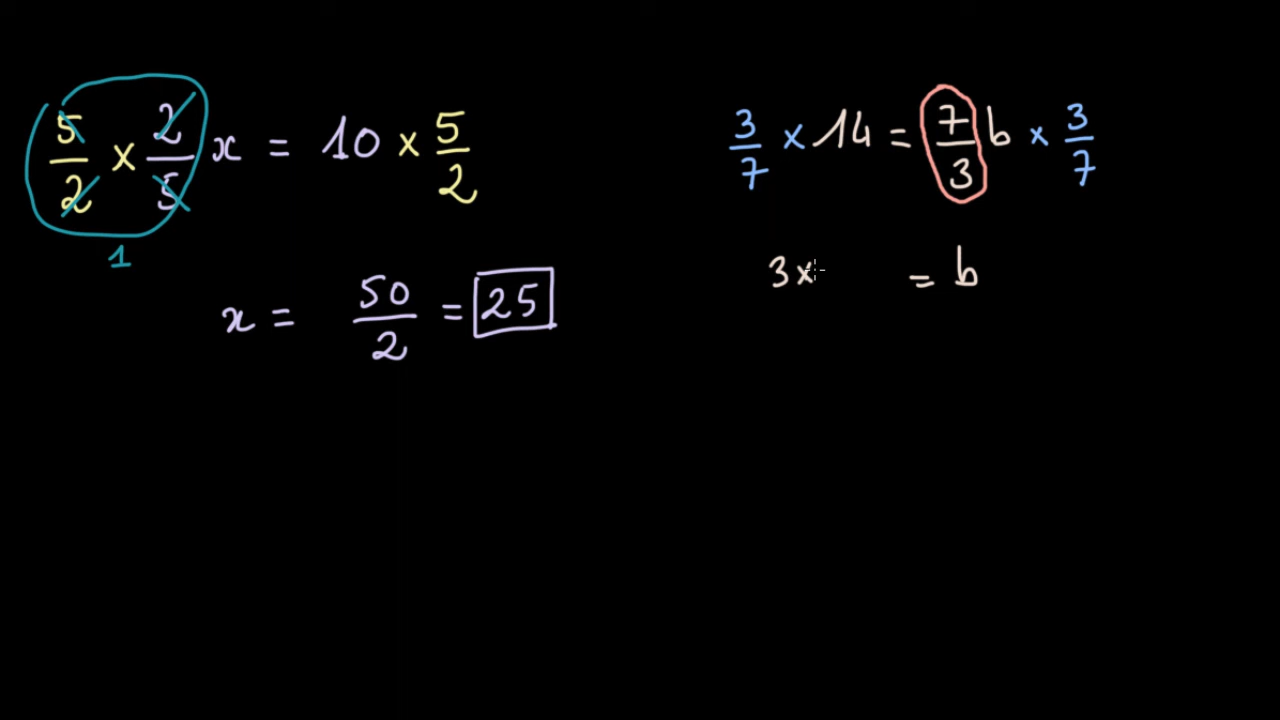 5/2 × 2/5 x = 10 × 5/2
1
x = 50/2 = 25
3/7 × 14 = 7/3 b × 3/7
3 × = b